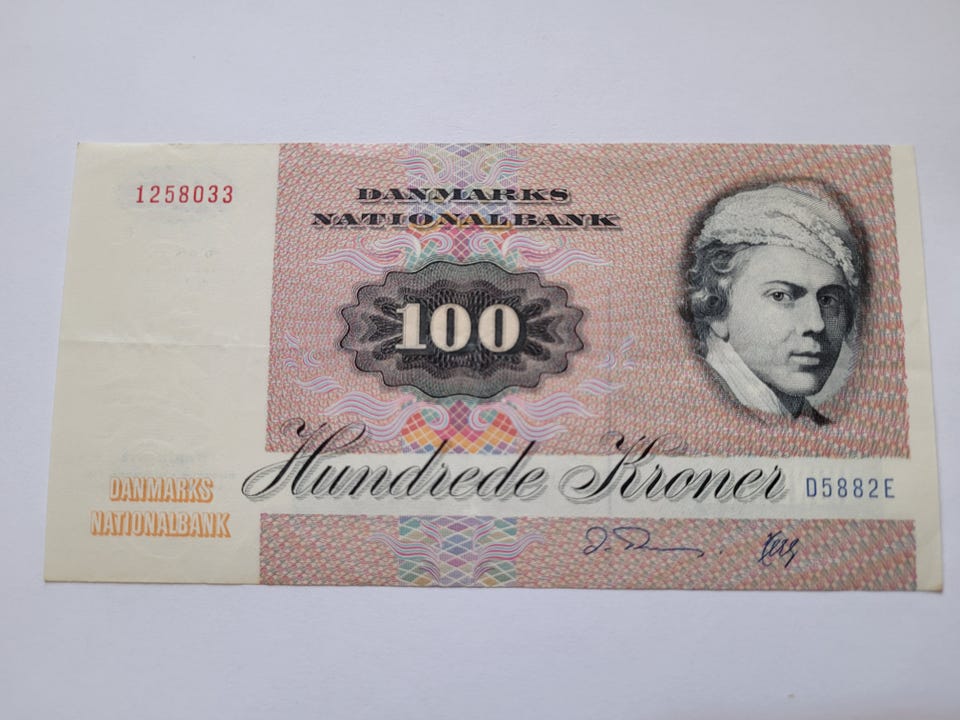 1258033
DANMARKS
NATIONALBANK
100
Hundrede Kroner
D5882E
DANMARKS
NATIONALBANK